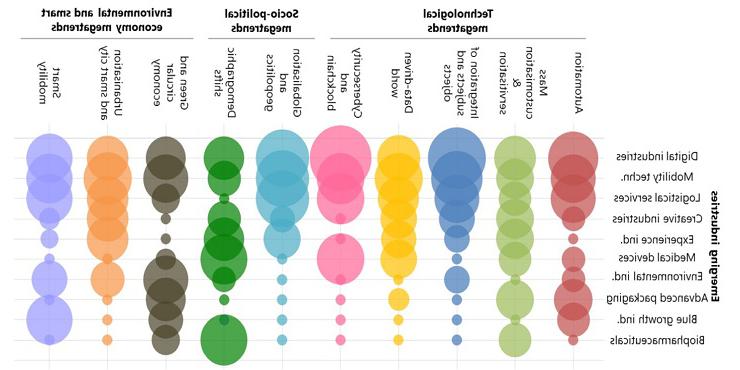 Technological
megatrends
Socio-political
megatrends
Environmental and smart
economy megatrends
Automation
Mass
customisation
&
servitisation
Integration of
subjects and
objects
Data-driven
world
Cybersecurity
and
blockchain
Globalisation
and
geopolitics
Demographic
shifts
Green and
circular
economy
Urbanisation
and smart city
Smart
mobility
Emerging industries
Digital industries
Mobility techn.
Logistical services
Creative industries
Experience ind.
Medical devices
Environmental ind.
Advanced packaging
Blue growth ind.
Biopharmaceuticals